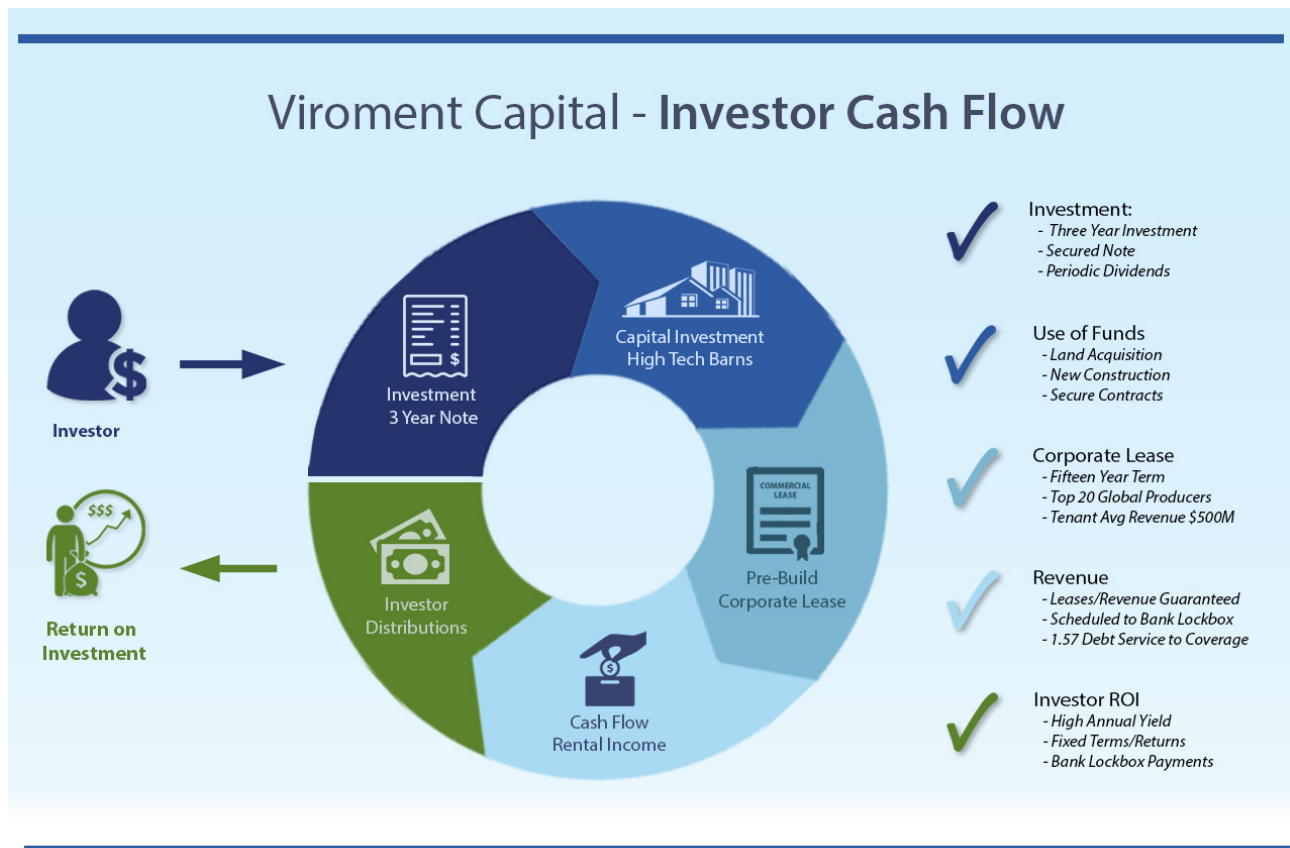 Viroment Capital - Investor Cash Flow
Investor
Return on
Investment
$$$
$
$
$
Investment
3 Year Note
Capital Investment
High Tech Barns
COMMERCIAL
LEASE
Pre-Build
Corporate Lease
$
Cash Flow
Rental Income
Investor
Distributions
Investment:
- Three Year Investment
- Secured Note
- Periodic Dividends
Use of Funds
- Land Acquisition
- New Construction
- Secure Contracts
Corporate Lease
- Fifteen Year Term
- Top 20 Global Producers
- Tenant Avg Revenue $500M
Revenue
- Leases/Revenue Guaranteed
- Scheduled to Bank Lockbox
- 1.57 Debt Service to Coverage
Investor ROI
- High Annual Yield
- Fixed Terms/Returns
- Bank Lockbox Payments